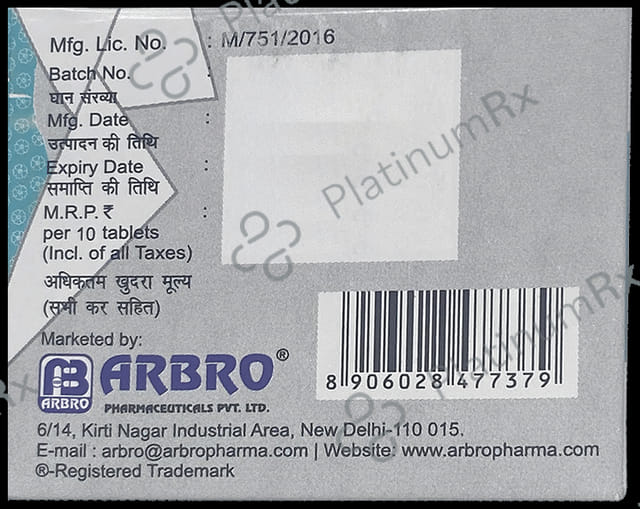 Mfg. Lic. No. : M/751/2016
Batch No. :
घान संख्या
Mfg. Date :
उत्पादन की तिथि
Expiry Date :
समाप्ति की तिथि
M.R.P. ₹ :
per 10 tablets
(Incl. of all Taxes)
अधिकतम खुदरा मूल्य
(सभी कर सहित)
Marketed by:
ARBRO®
ARBRO
PHARMACEUTICALS PVT. LTD.
8 906028 477379
6/14, Kirti Nagar Industrial Area, New Delhi-110 015.
E-mail : arbro@arbropharma.com | Website: www.arbropharma.com
®-Registered Trademark
PlatinumRx
PlatinumRx